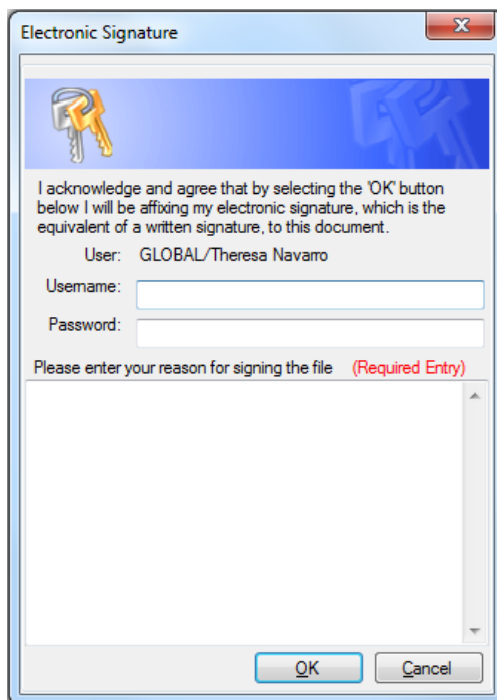 Electronic Signature
I acknowledge and agree that by selecting the 'OK' button
below I will be affixing my electronic signature, which is the
equivalent of a written signature, to this document.
User: GLOBAL/Theresa Navarro
Username:
Password:
Please enter your reason for signing the file (Required Entry)
OK Cancel